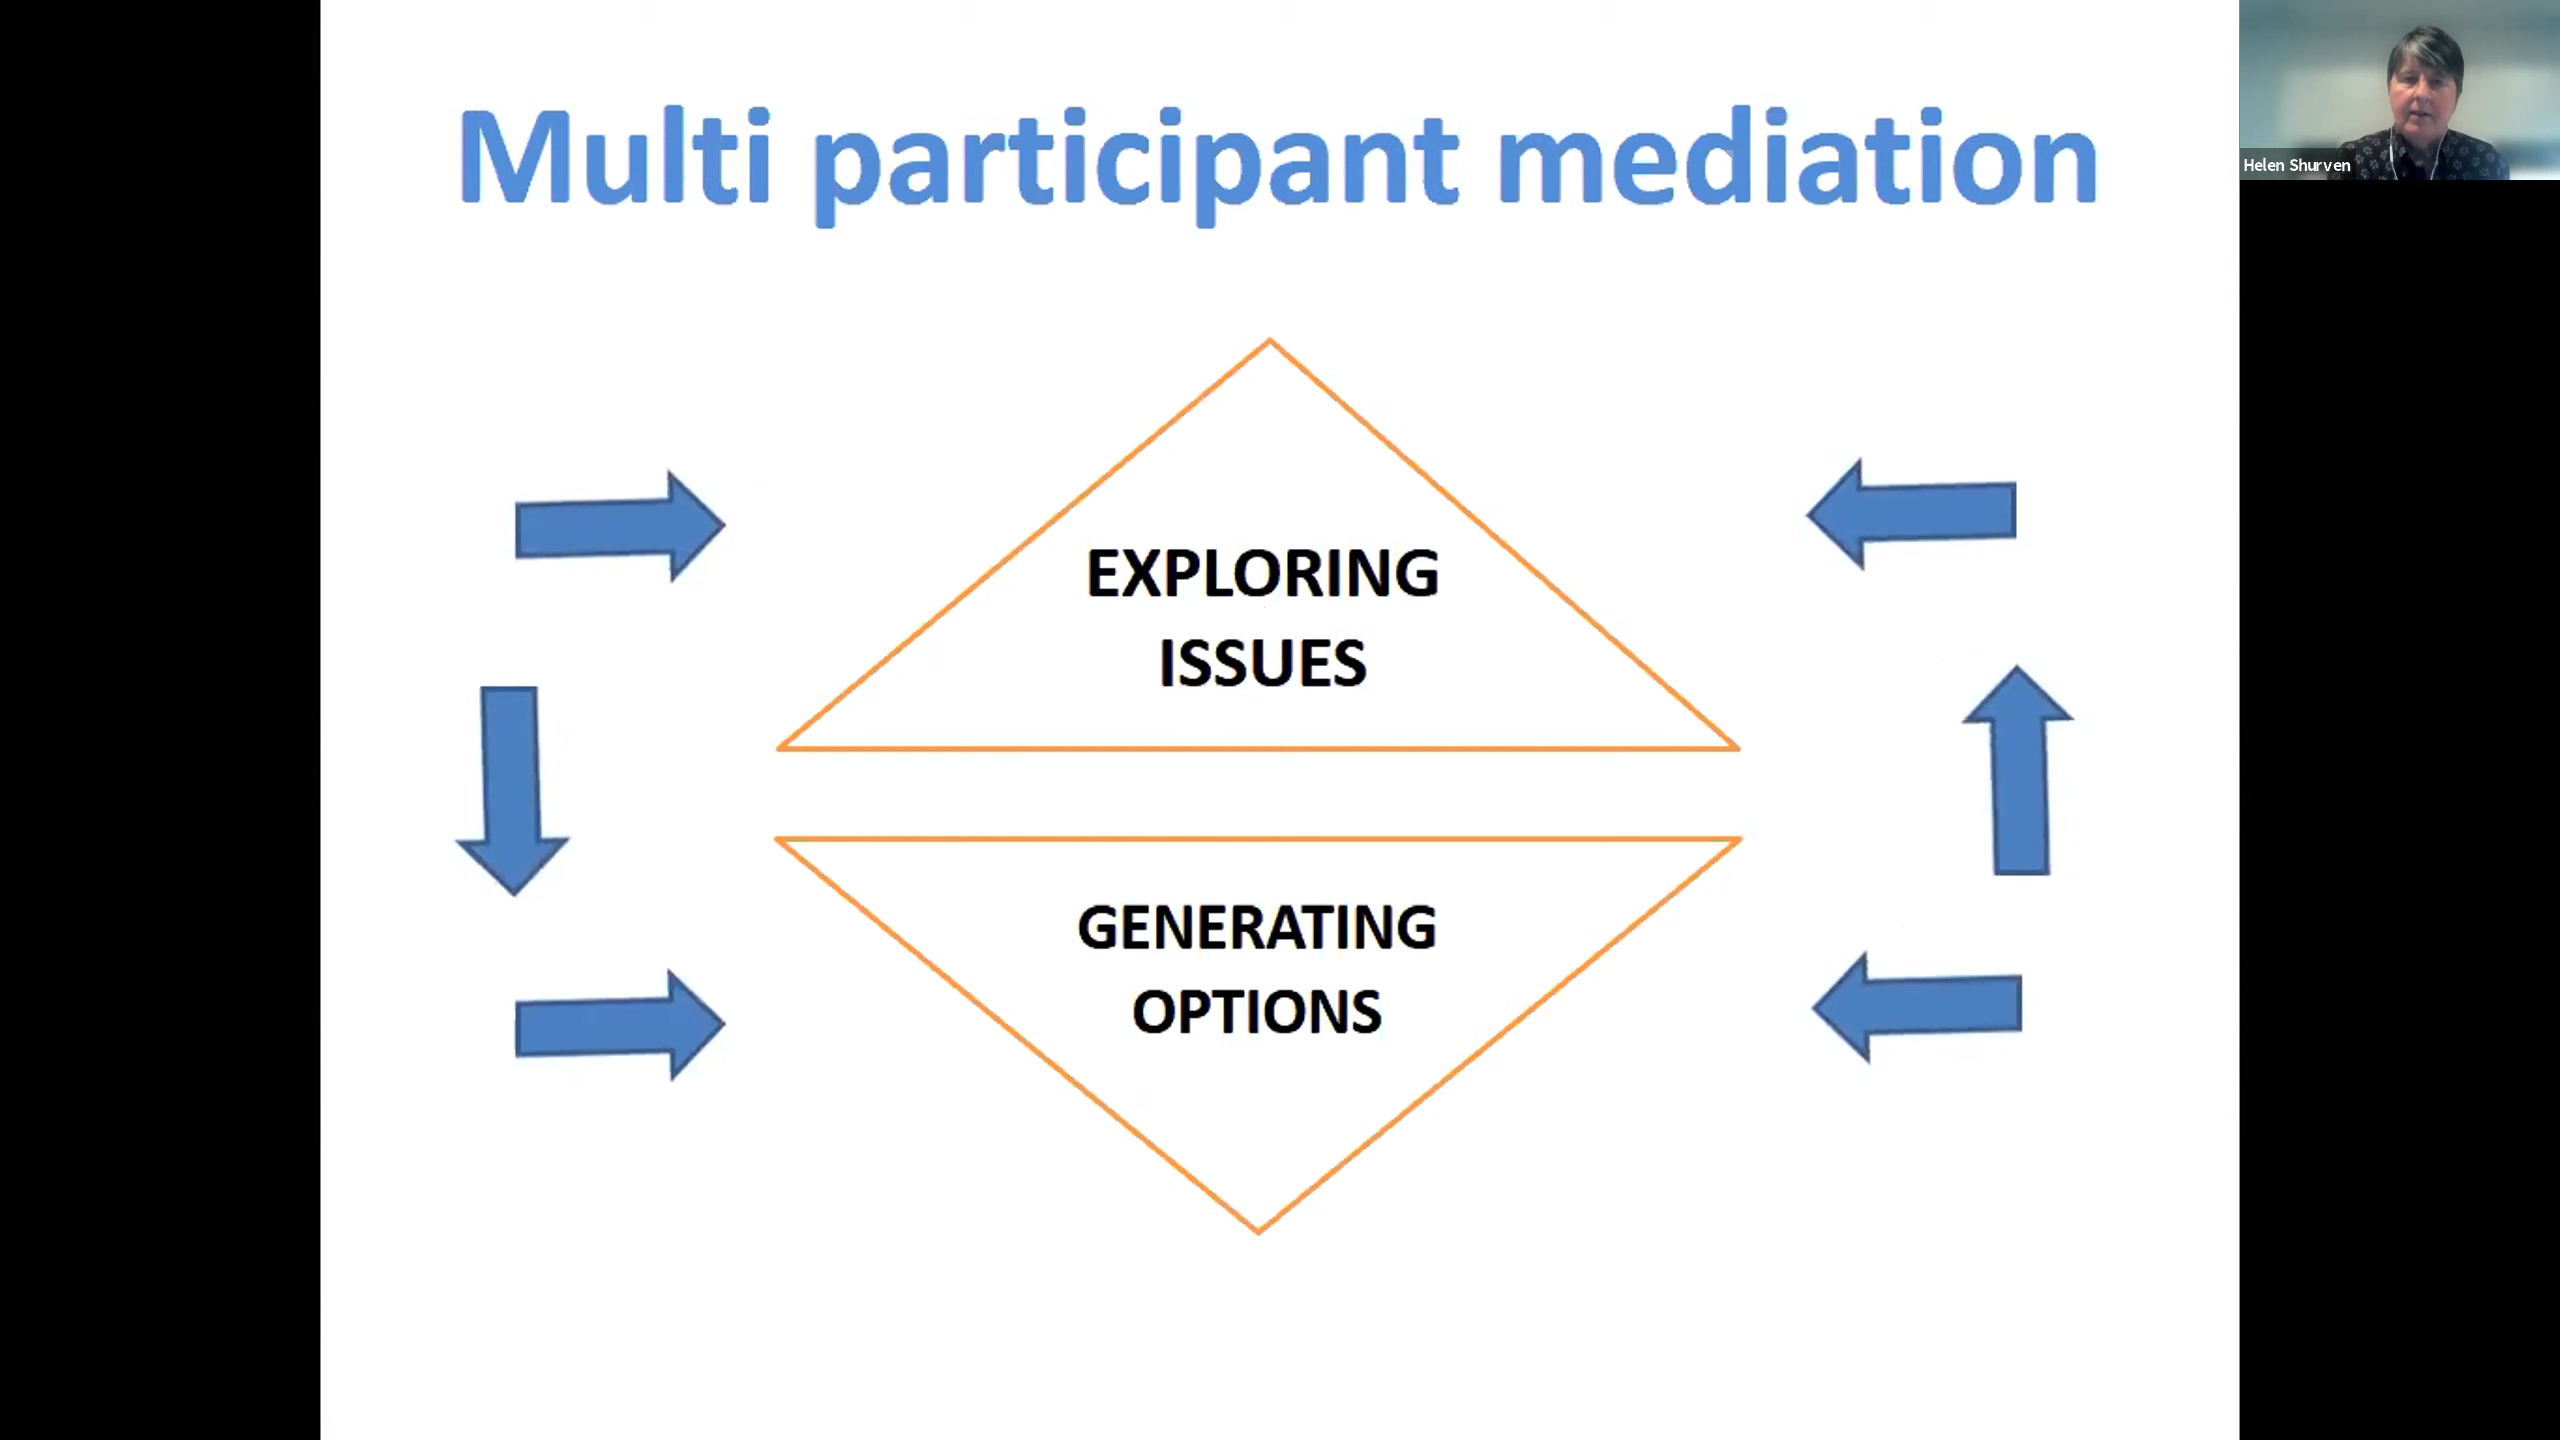 Multi participant mediation
Helen Shurven
EXPLORING
ISSUES
GENERATING
OPTIONS